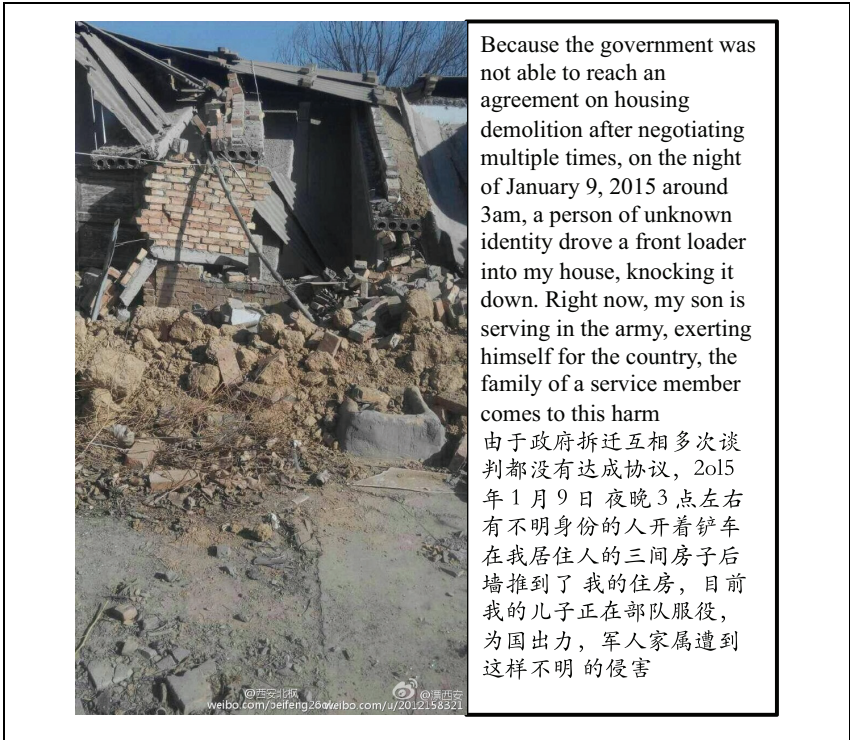 Because the government was
not able to reach an
agreement on housing
demolition after negotiating
multiple times, on the night
of January 9, 2015 around
3am, a person of unknown
identity drove a front loader
into my house, knocking it
down. Right now, my son is
serving in the army, exerting
himself for the country, the
family of a service member
comes to this harm
由于政府拆迁互相多次谈
判都没有达成协议，2ol5
年 1 月 9 日 夜晚 3 点左右
有不明身份的人开着铲车
在我居住人的三间房子后
墙推到了 我的住房，目前
我的儿子正在部队服役，
为国出力，军人家属遭到
这样不明 的侵害
@西安北枫
@漂西安
weibo.com/u/2012158321